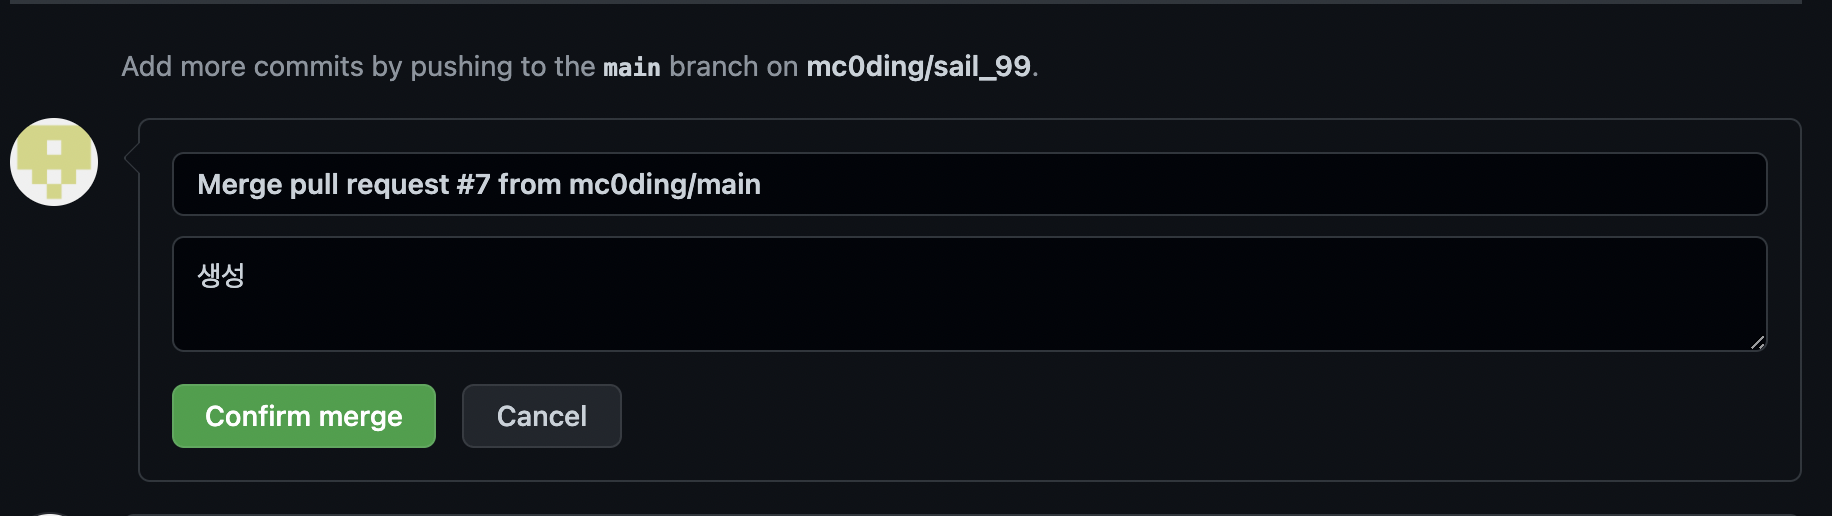 Add more commits by pushing to the main branch on mc0ding/sail_99.
Merge pull request #7 from mc0ding/main
생성
Confirm merge
Cancel